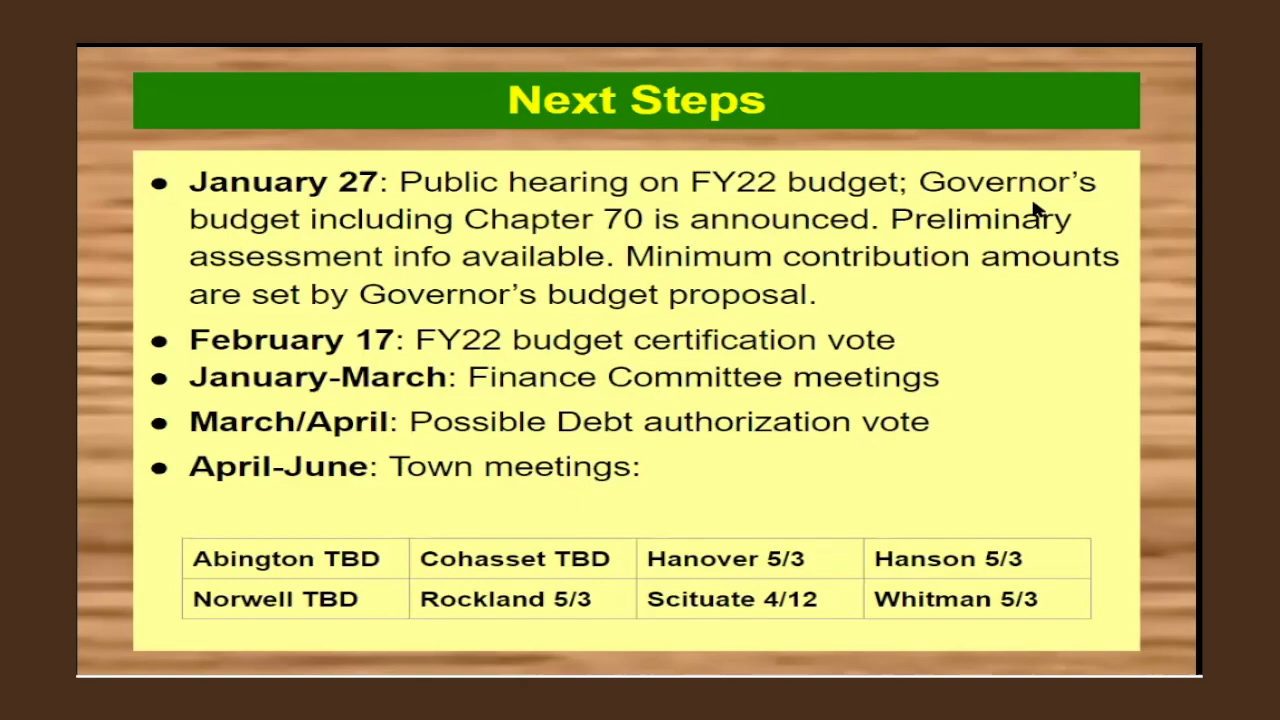 Next Steps
● January 27: Public hearing on FY22 budget; Governor's
budget including Chapter 70 is announced. Preliminary
assessment info available. Minimum contribution amounts
are set by Governor's budget proposal.
● February 17: FY22 budget certification vote
● January-March: Finance Committee meetings
● March/April: Possible Debt authorization vote
● April-June: Town meetings:
Abington TBD Cohasset TBD Hanover 5/3 Hanson 5/3
Norwell TBD Rockland 5/3 Scituate 4/12 Whitman 5/3